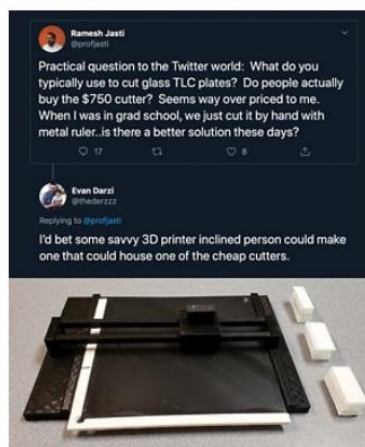 Ramesh Jasti
@profjasti
Practical question to the Twitter world: What do you
typically use to cut glass TLC plates? Do people actually
buy the $750 cutter? Seems way over priced to me.
When I was in grad school, we just cut it by hand with
metal ruler..is there a better solution these days?
17
8
Evan Darzi
@thederzzz
Replying to @profjasti
I'd bet some savvy 3D printer inclined person could make
one that could house one of the cheap cutters.